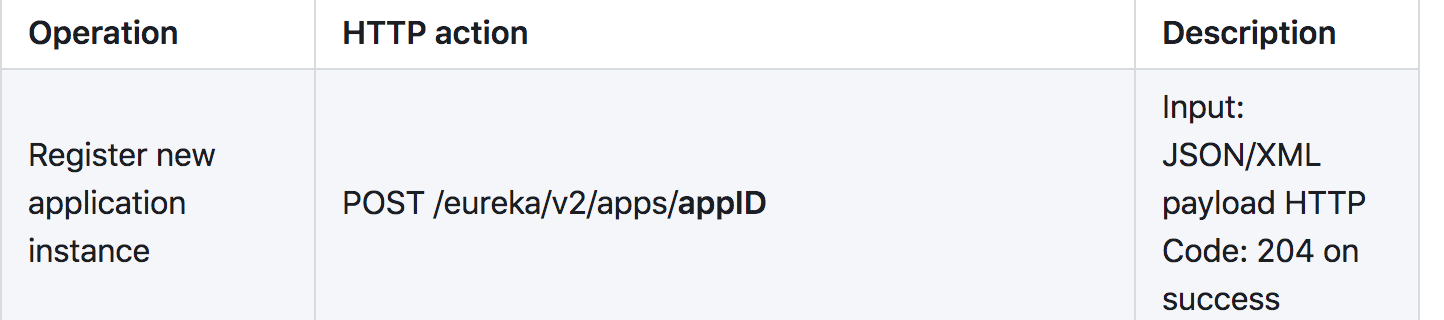 Operation
HTTP action
Description
Register new
application
instance
POST /eureka/v2/apps/appID
Input:
JSON/XML
payload HTTP
Code: 204 on
success